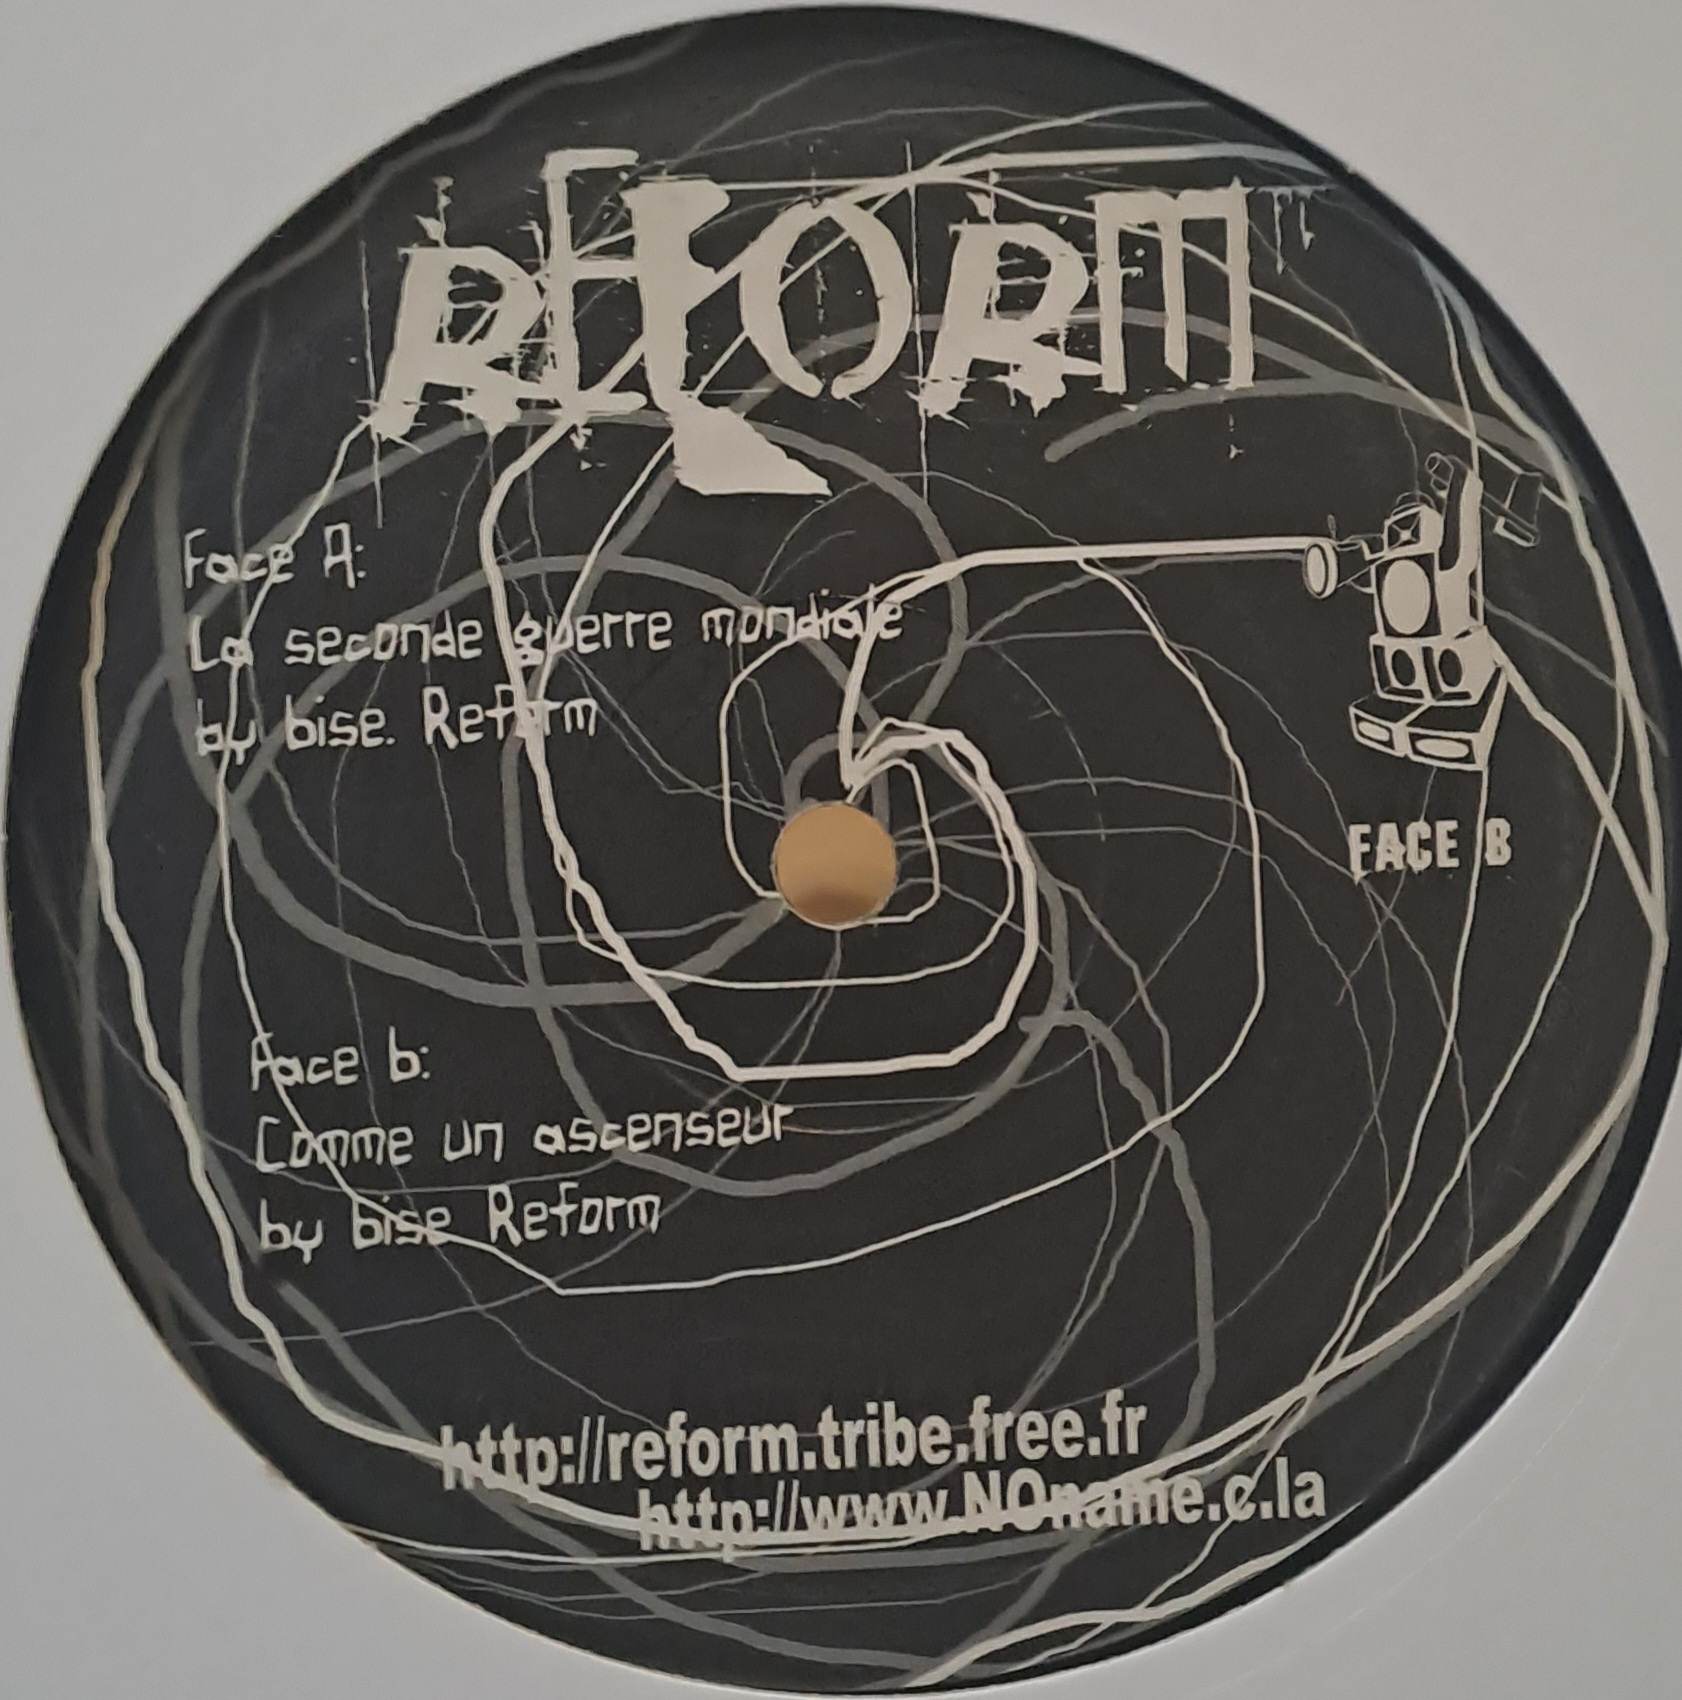 REFORM
Face A:
La seconde guerre mondiale
by bise. Reform
FACE B
Face b:
Comme un ascenseur
by bise Reform
http://reform.tribe.free.fr
http://www.NOname.c.la